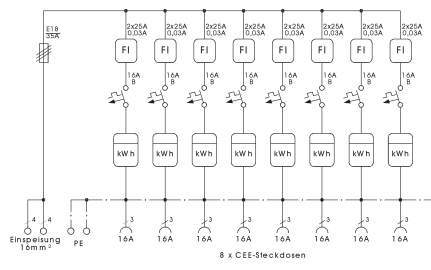 E18
35A
2x25A 2x25A 2x25A 2x25A 2x25A 2x25A 2x25A 2x25A
0,03A 0,03A 0,03A 0,03A 0,03A 0,03A 0,03A 0,03A
FI FI FI FI FI FI FI FI
16A 16A 16A 16A 16A 16A 16A 16A
B B B B B B B B
kWh kWh kWh kWh kWh kWh kWh kWh
4 4 3 3 3 3 3 3 3 3
Einspeisung PE 16A 16A 16A 16A 16A 16A 16A 16A
16mm²
8 x CEE-Steckdosen